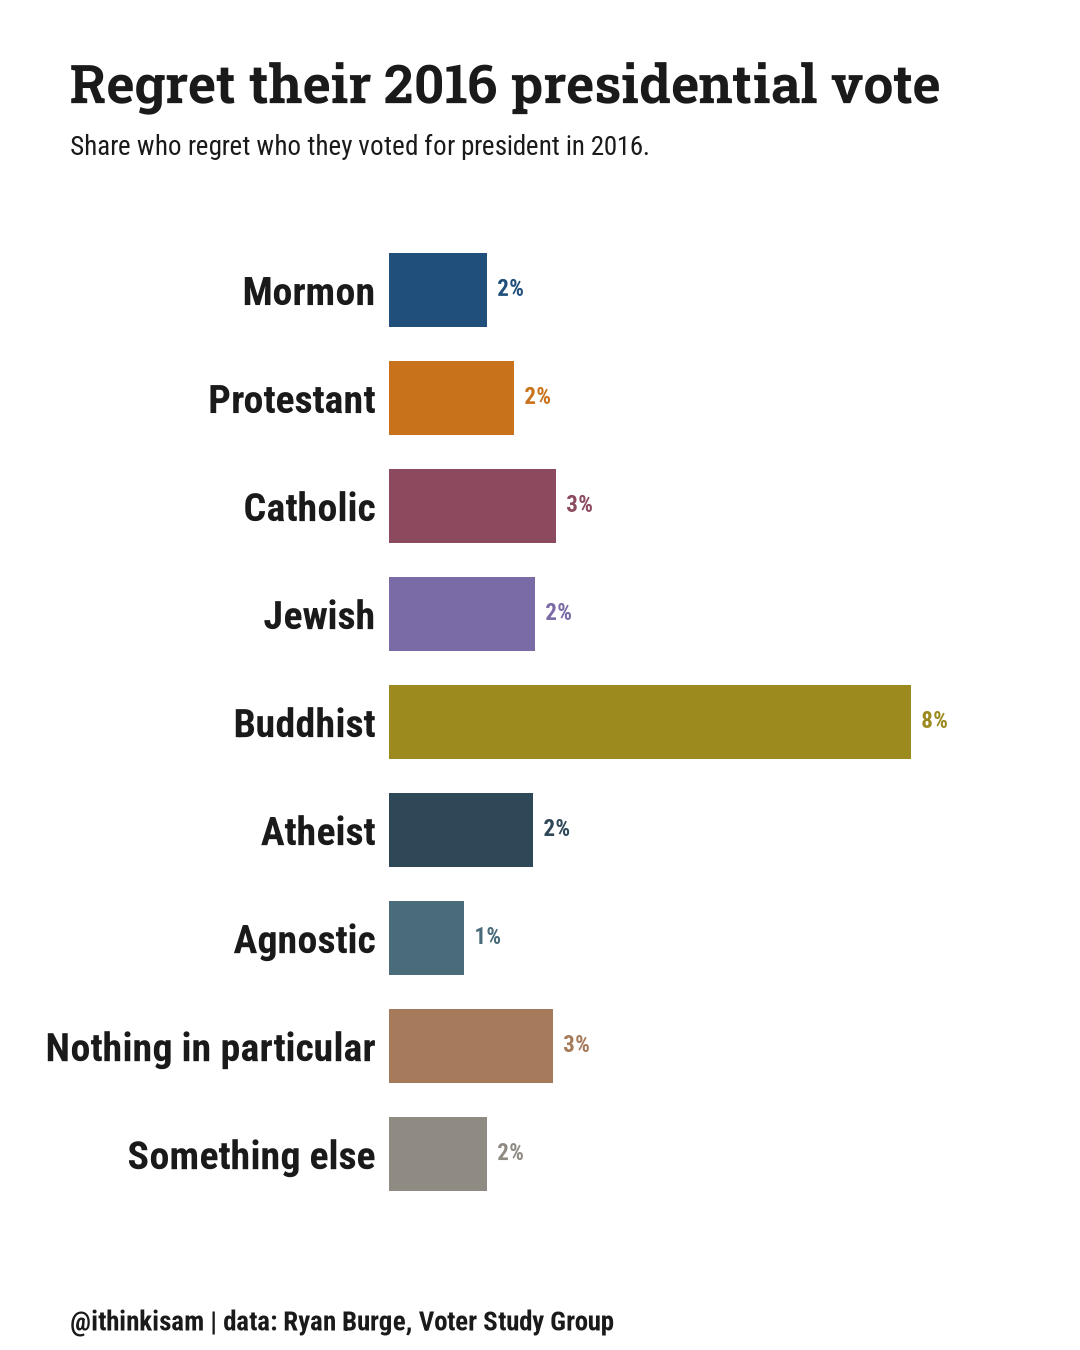 Regret their 2016 presidential vote
Share who regret who they voted for president in 2016.
Mormon 2%
Protestant 2%
Catholic 3%
Jewish 2%
Buddhist 8%
Atheist 2%
Agnostic 1%
Nothing in particular 3%
Something else 2%
@ithinkisam | data: Ryan Burge, Voter Study Group